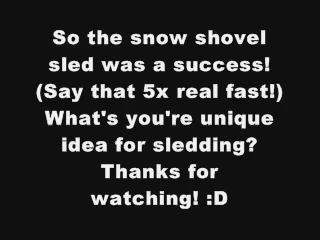 So the snow shovel
sled was a success!
(Say that 5x real fast!)
What's you're unique
idea for sledding?
Thanks for
watching! :D